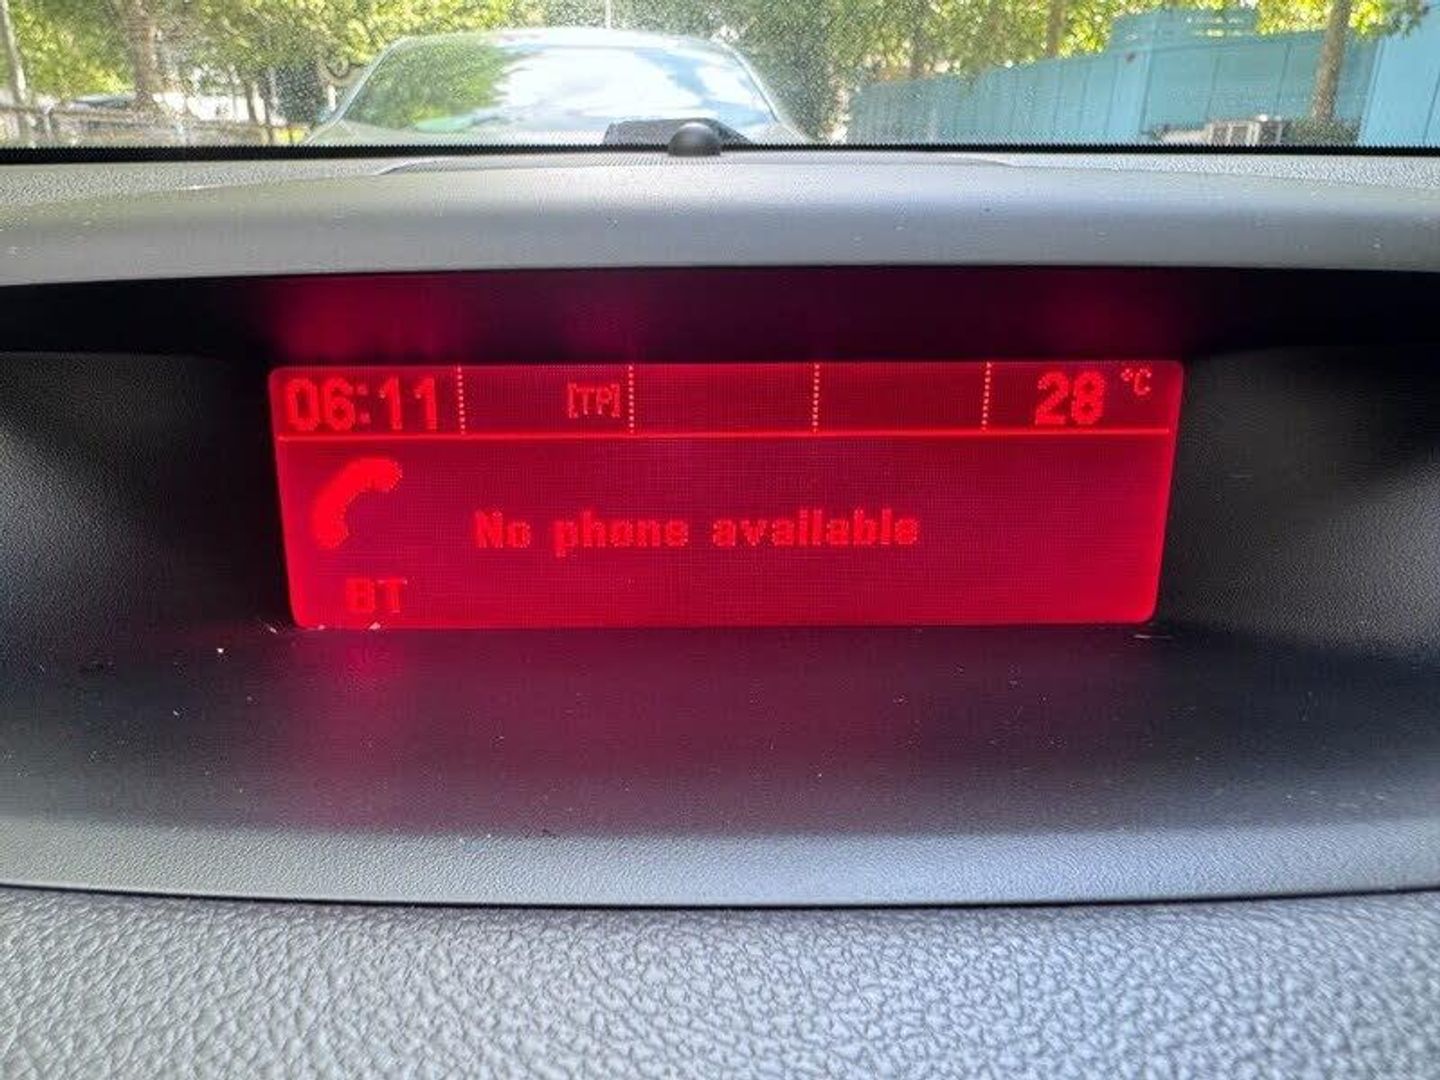 06:11 [TP] 28 °C
No phone available
BT